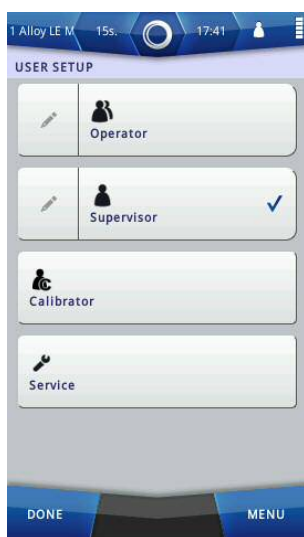 1 Alloy LE M 15s. 17:41
USER SETUP
Operator
Supervisor
Calibrator
Service
DONE MENU